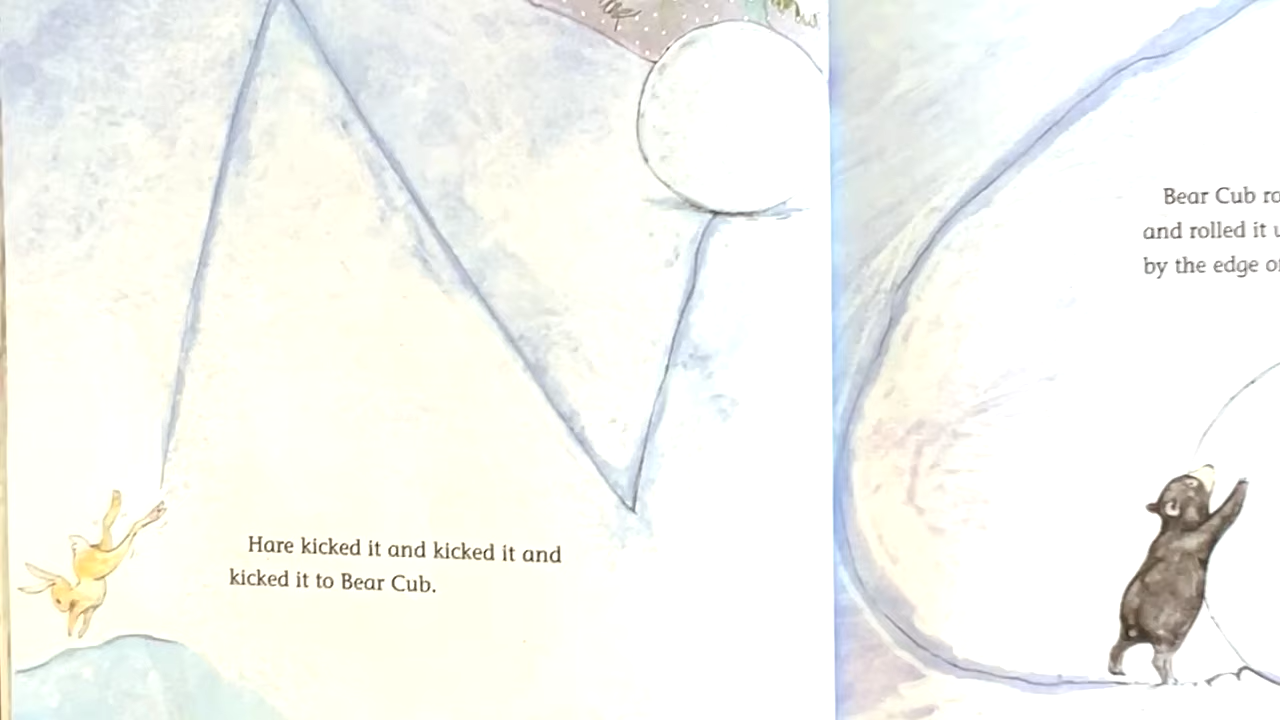 Hare kicked it and kicked it and
kicked it to Bear Cub.
Bear Cub
and rolled it
by the edge